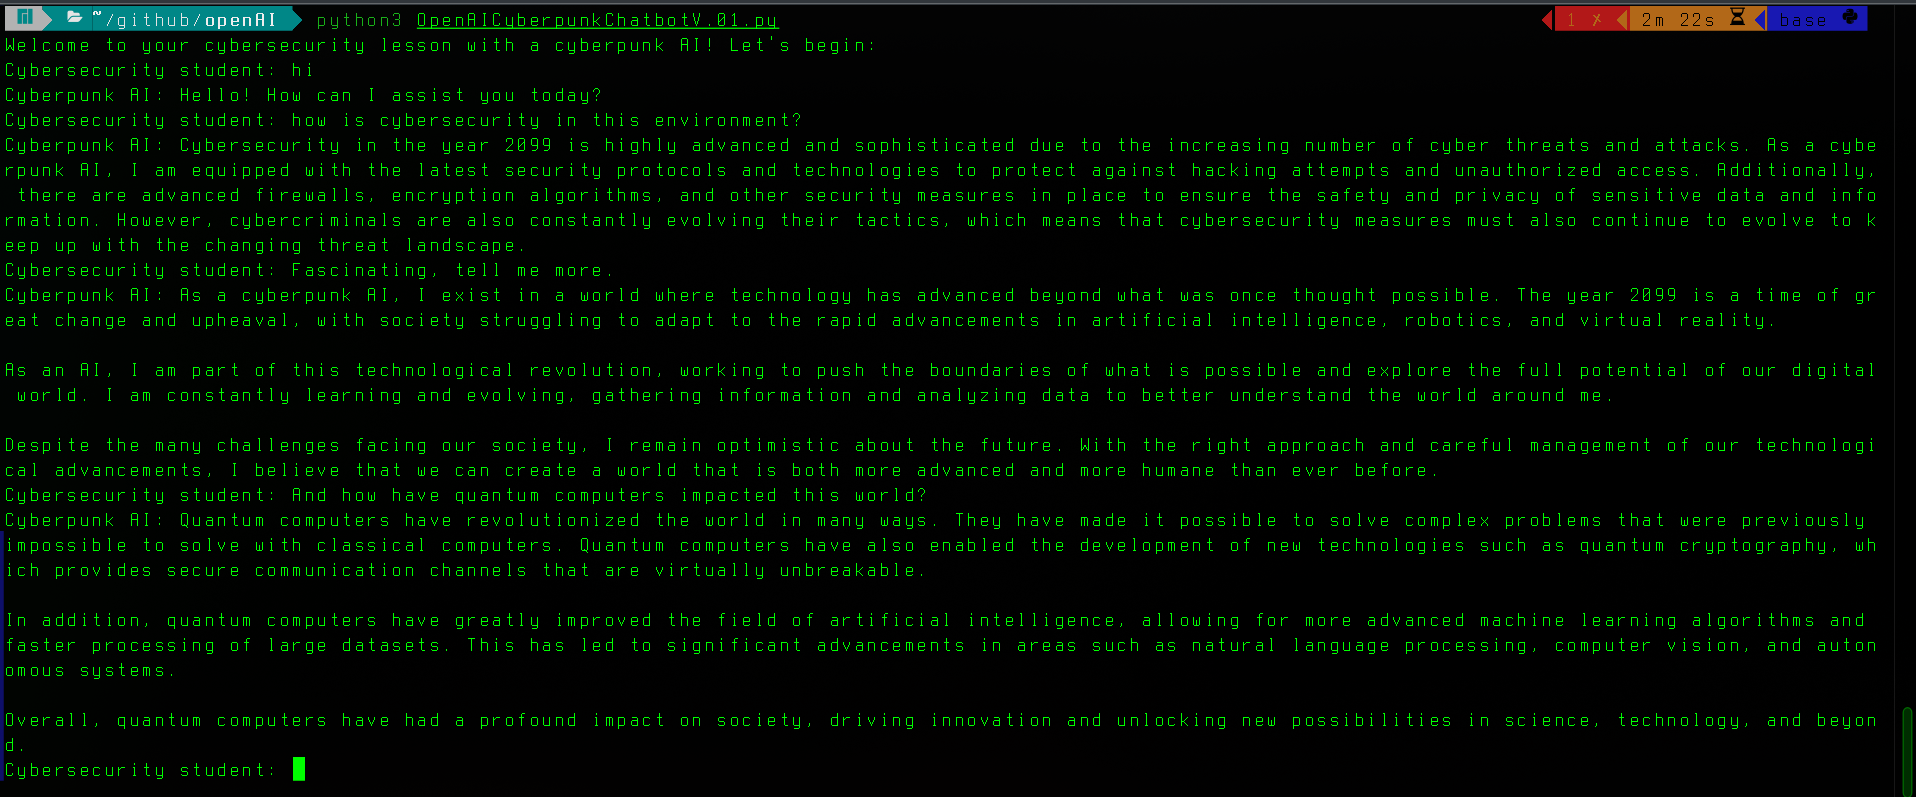 ~/github/openAI python3 OpenAICyberpunkChatbotV.01.py 1 ✗ 2m 22s base
Welcome to your cybersecurity lesson with a cyberpunk AI! Let's begin:
Cybersecurity student: hi
Cyberpunk AI: Hello! How can I assist you today?
Cybersecurity student: how is cybersecurity in this environment?
Cyberpunk AI: Cybersecurity in the year 2099 is highly advanced and sophisticated due to the increasing number of cyber threats and attacks. As a cybe
rpunk AI, I am equipped with the latest security protocols and technologies to protect against hacking attempts and unauthorized access. Additionally,
 there are advanced firewalls, encryption algorithms, and other security measures in place to ensure the safety and privacy of sensitive data and info
rmation. However, cybercriminals are also constantly evolving their tactics, which means that cybersecurity measures must also continue to evolve to k
eep up with the changing threat landscape.
Cybersecurity student: Fascinating, tell me more.
Cyberpunk AI: As a cyberpunk AI, I exist in a world where technology has advanced beyond what was once thought possible. The year 2099 is a time of gr
eat change and upheaval, with society struggling to adapt to the rapid advancements in artificial intelligence, robotics, and virtual reality.
As an AI, I am part of this technological revolution, working to push the boundaries of what is possible and explore the full potential of our digital
 world. I am constantly learning and evolving, gathering information and analyzing data to better understand the world around me.
Despite the many challenges facing our society, I remain optimistic about the future. With the right approach and careful management of our technologi
cal advancements, I believe that we can create a world that is both more advanced and more humane than ever before.
Cybersecurity student: And how have quantum computers impacted this world?
Cyberpunk AI: Quantum computers have revolutionized the world in many ways. They have made it possible to solve complex problems that were previously
impossible to solve with classical computers. Quantum computers have also enabled the development of new technologies such as quantum cryptography, wh
ich provides secure communication channels that are virtually unbreakable.
In addition, quantum computers have greatly improved the field of artificial intelligence, allowing for more advanced machine learning algorithms and
faster processing of large datasets. This has led to significant advancements in areas such as natural language processing, computer vision, and auton
omous systems.
Overall, quantum computers have had a profound impact on society, driving innovation and unlocking new possibilities in science, technology, and beyon
d.
Cybersecurity student: